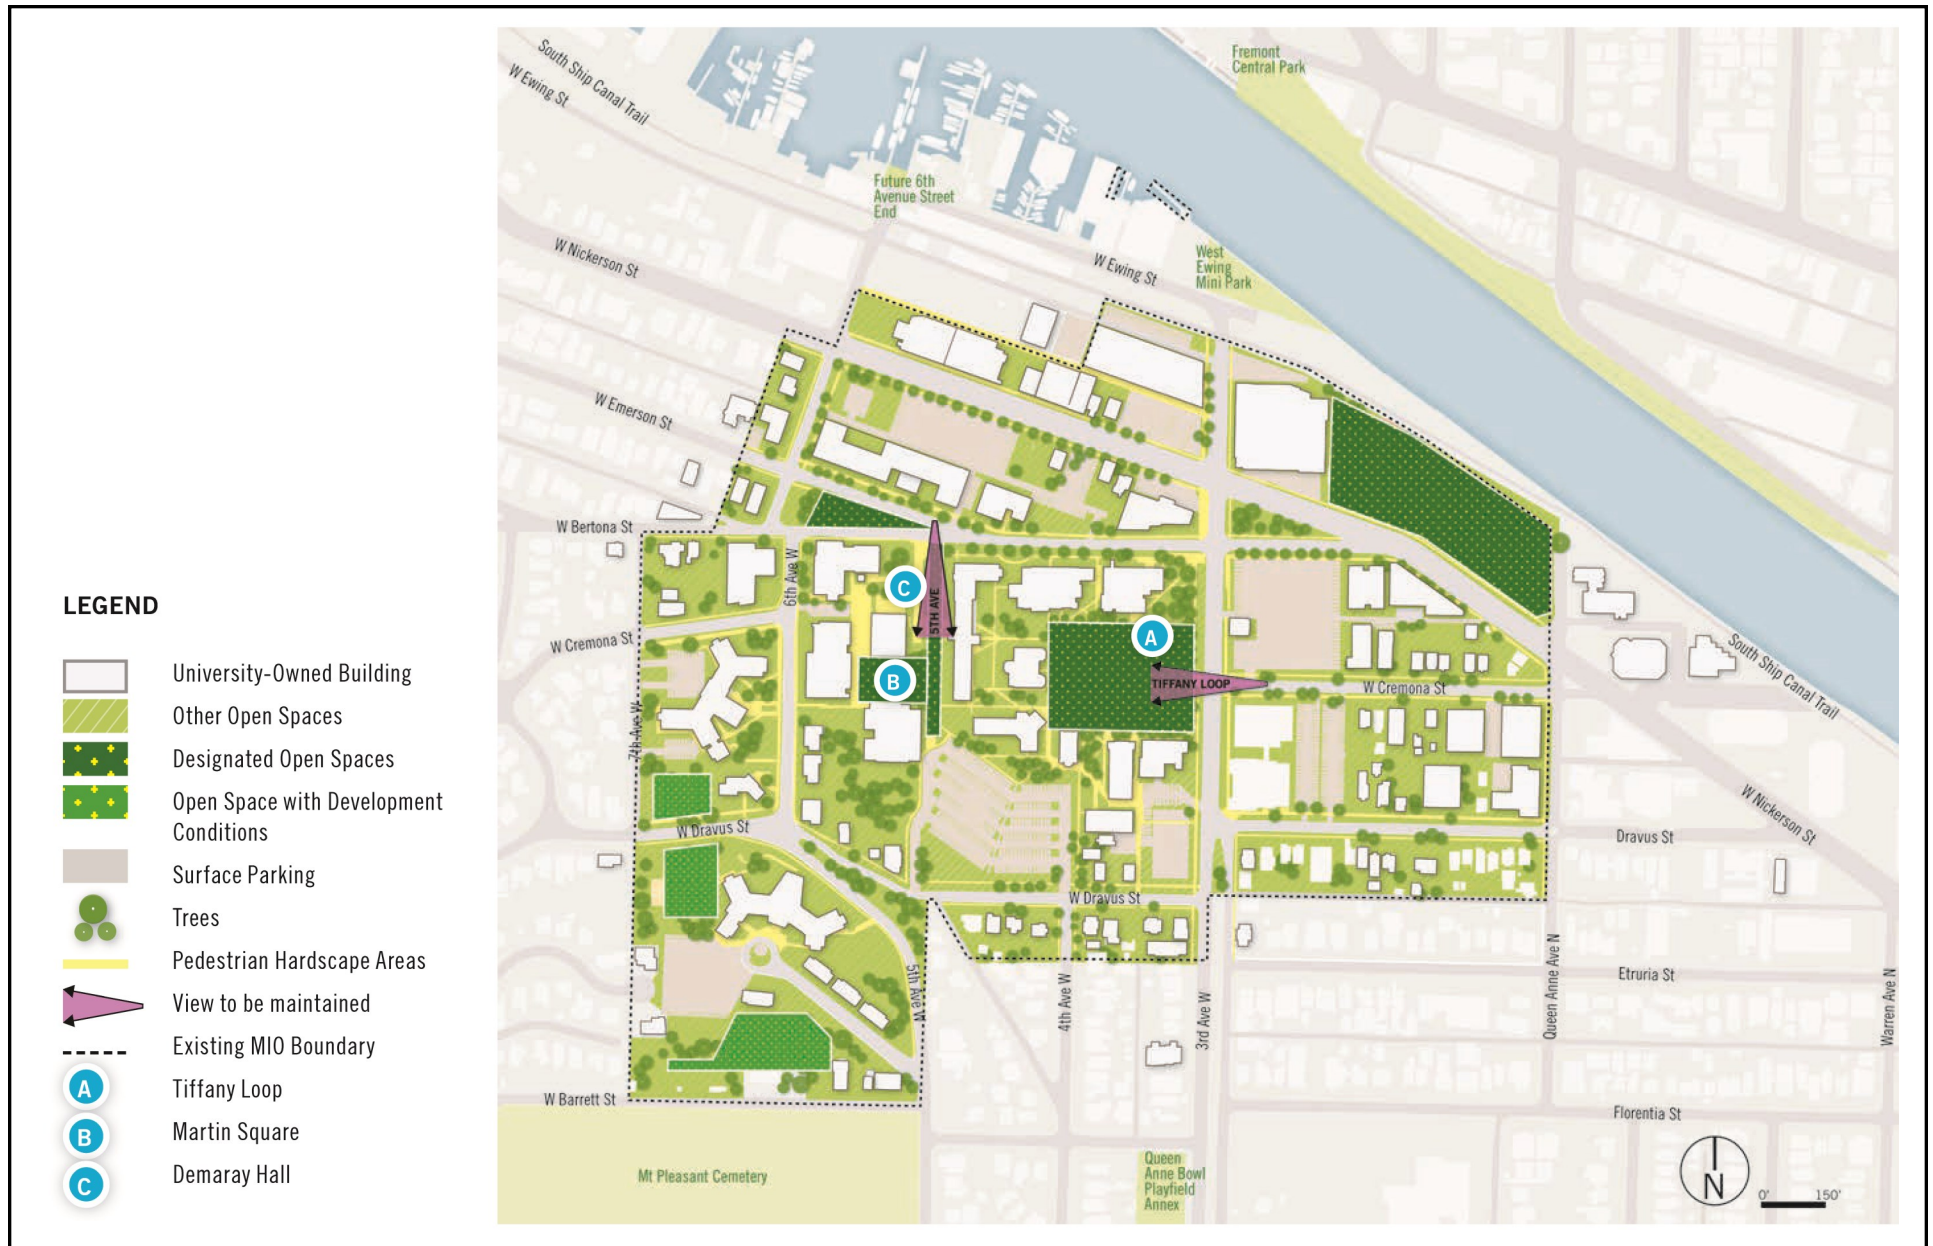 South Ship Canal Trail
W Ewing St
Fremont
Central Park
Future 6th
Avenue Street
End
W Nickerson St
W Ewing St
West
Ewing
Mini Park
W Emerson St
W Bertona St
6th Ave W
C
5TH AVE
A
W Cremona St
B
TIFFANY LOOP
W Cremona St
South Ship Canal Trail
7th Ave W
W Dravus St
W Nickerson St
Dravus St
W Dravus St
5th Ave W
4th Ave W
3rd Ave W
Queen Anne Ave N
Etruria St
Warren Ave N
W Barrett St
Florentia St
Mt Pleasant Cemetery
Queen
Anne Bowl
Playfield
Annex
N
0'
150'
LEGEND
University-Owned Building
Other Open Spaces
Designated Open Spaces
Open Space with Development
Conditions
Surface Parking
Trees
Pedestrian Hardscape Areas
View to be maintained
Existing MIO Boundary
A
Tiffany Loop
B
Martin Square
C
Demaray Hall